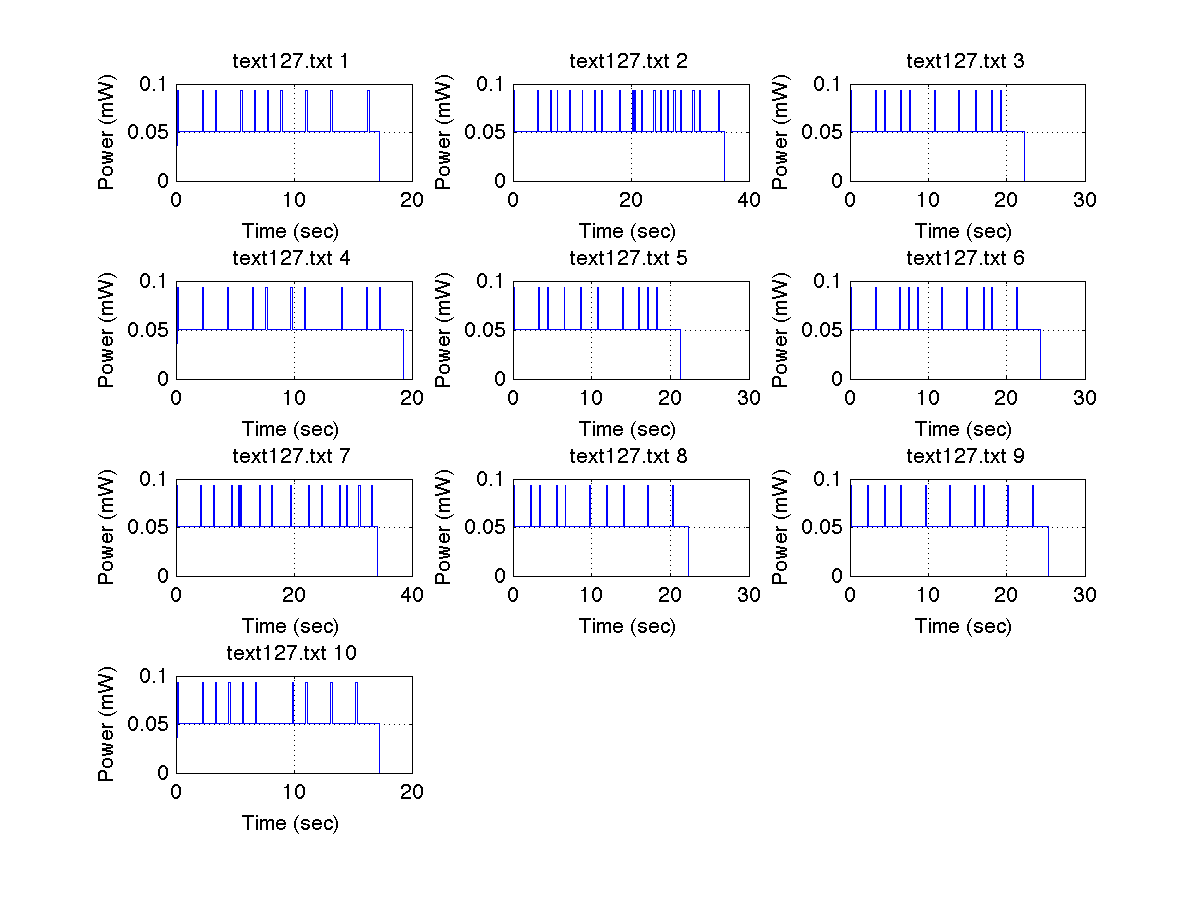 text127.txt 1
Power (mW)
0.1
0.05
0
0 10 20
Time (sec)
text127.txt 2
Power (mW)
0.1
0.05
0
0 20 40
Time (sec)
text127.txt 3
Power (mW)
0.1
0.05
0
0 10 20 30
Time (sec)
text127.txt 4
Power (mW)
0.1
0.05
0
0 10 20
Time (sec)
text127.txt 5
Power (mW)
0.1
0.05
0
0 10 20 30
Time (sec)
text127.txt 6
Power (mW)
0.1
0.05
0
0 10 20 30
Time (sec)
text127.txt 7
Power (mW)
0.1
0.05
0
0 20 40
Time (sec)
text127.txt 8
Power (mW)
0.1
0.05
0
0 10 20 30
Time (sec)
text127.txt 9
Power (mW)
0.1
0.05
0
0 10 20 30
Time (sec)
text127.txt 10
Power (mW)
0.1
0.05
0
0 10 20
Time (sec)